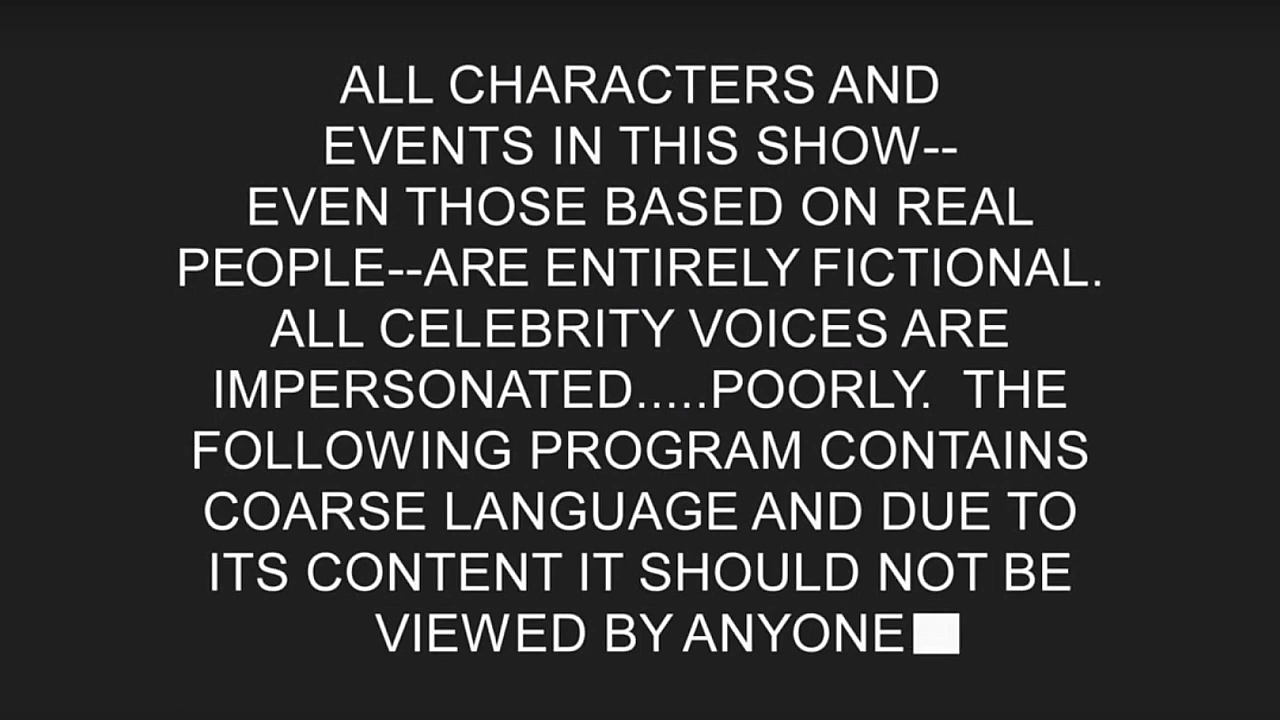 ALL CHARACTERS AND
EVENTS IN THIS SHOW--
EVEN THOSE BASED ON REAL
PEOPLE--ARE ENTIRELY FICTIONAL.
ALL CELEBRITY VOICES ARE
IMPERSONATED.....POORLY.  THE
FOLLOWING PROGRAM CONTAINS
COARSE LANGUAGE AND DUE TO
ITS CONTENT IT SHOULD NOT BE
VIEWED BY ANYONE